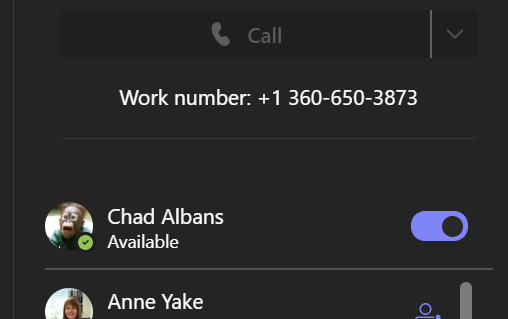 Call
Work number: +1 360-650-3873
Chad Albans
Available
Anne Yake